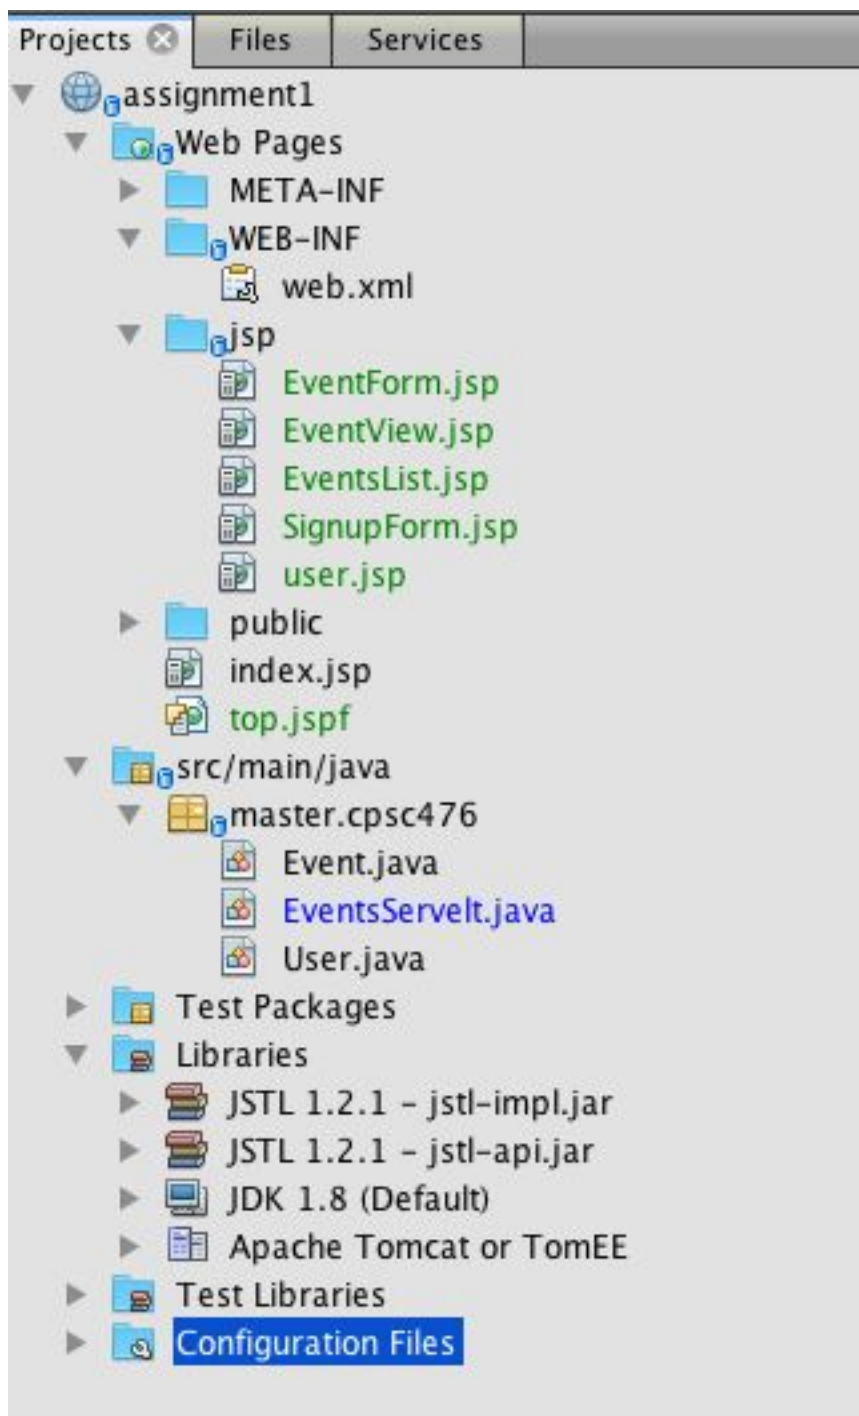 Projects Files Services
assignment1
Web Pages
META-INF
WEB-INF
web.xml
jsp
EventForm.jsp
EventView.jsp
EventsList.jsp
SignupForm.jsp
user.jsp
public
index.jsp
top.jspf
src/main/java
master.cpsc476
Event.java
EventsServelt.java
User.java
Test Packages
Libraries
JSTL 1.2.1 - jstl-impl.jar
JSTL 1.2.1 - jstl-api.jar
JDK 1.8 (Default)
Apache Tomcat or TomEE
Test Libraries
Configuration Files